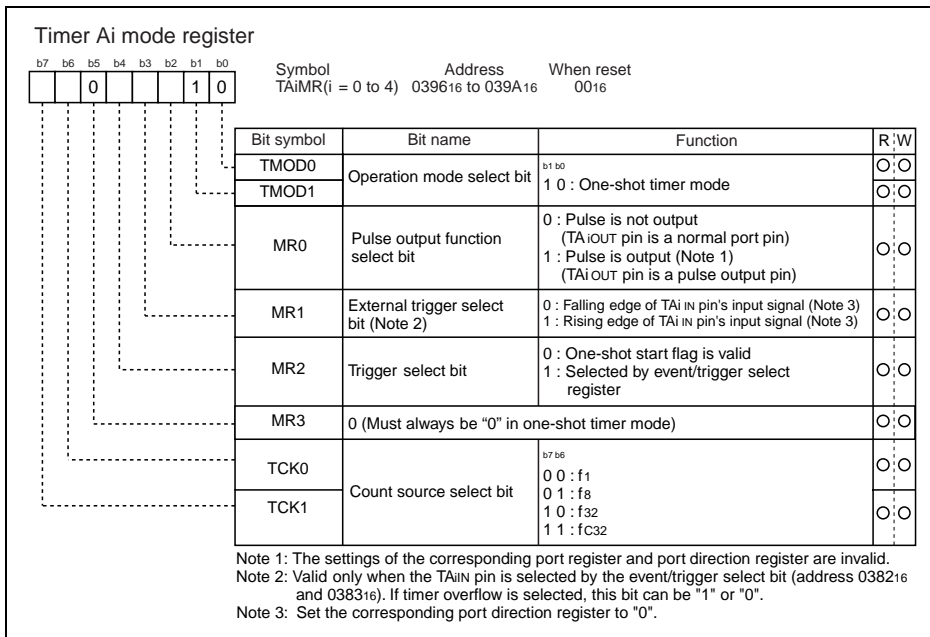 Timer Ai mode register
b7 b6 b5 b4 b3 b2 b1 b0
0 1 0
Symbol Address When reset
TAiMR(i = 0 to 4) 039616 to 039A16 0016
Bit symbol Bit name Function R W
TMOD0
TMOD1
Operation mode select bit
b1 b0
1 0 : One-shot timer mode
MR0
Pulse output function
select bit
0 : Pulse is not output
(TAiOUT pin is a normal port pin)
1 : Pulse is output (Note 1)
(TAiOUT pin is a pulse output pin)
MR1
External trigger select
bit (Note 2)
0 : Falling edge of TAiIN pin's input signal (Note 3)
1 : Rising edge of TAiIN pin's input signal (Note 3)
MR2
Trigger select bit
0 : One-shot start flag is valid
1 : Selected by event/trigger select
register
MR3
0 (Must always be “0” in one-shot timer mode)
TCK0
TCK1
Count source select bit
b7 b6
0 0 : f1
0 1 : f8
1 0 : f32
1 1 : fC32
Note 1: The settings of the corresponding port register and port direction register are invalid.
Note 2: Valid only when the TAiIN pin is selected by the event/trigger select bit (address 038216
and 038316). If timer overflow is selected, this bit can be "1" or "0".
Note 3: Set the corresponding port direction register to "0".